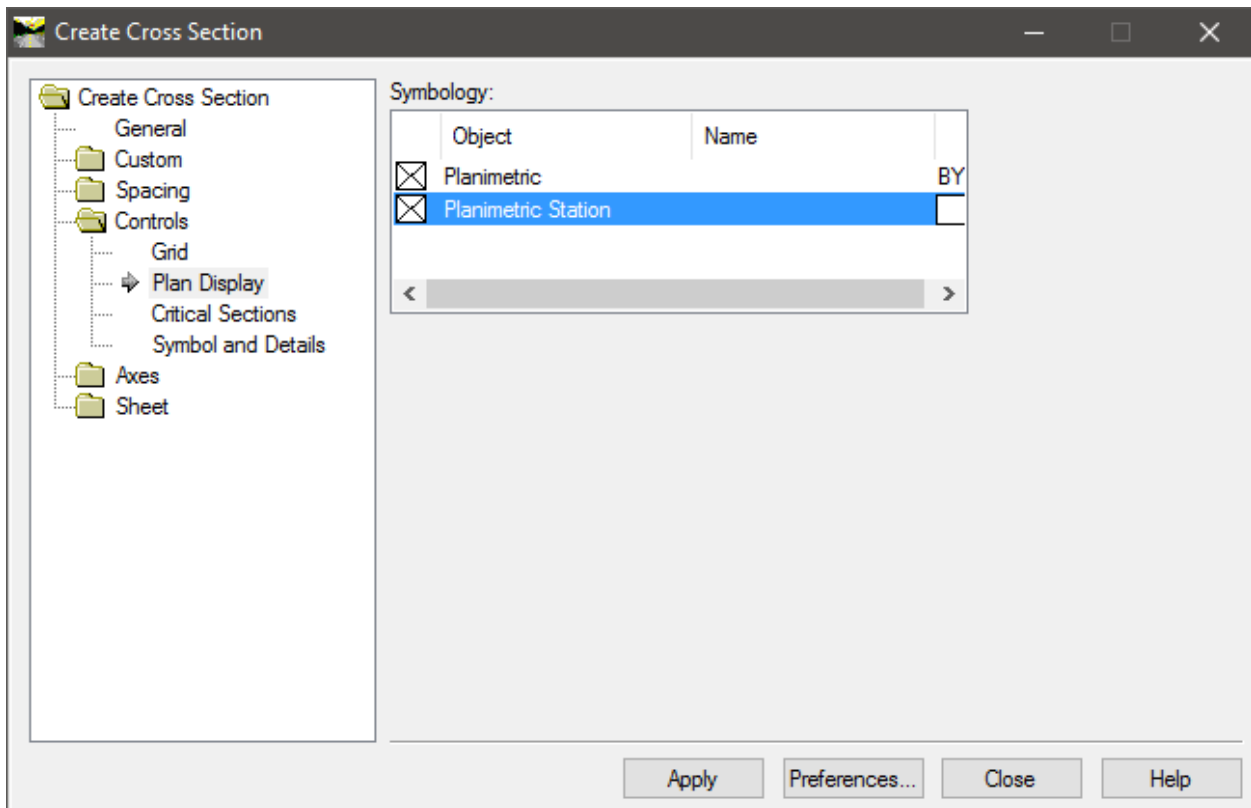 Create Cross Section
Create Cross Section
General
Custom
Spacing
Controls
Grid
Plan Display
Critical Sections
Symbol and Details
Axes
Sheet
Symbology:
Object Name
Planimetric BY
Planimetric Station
Apply Preferences... Close Help